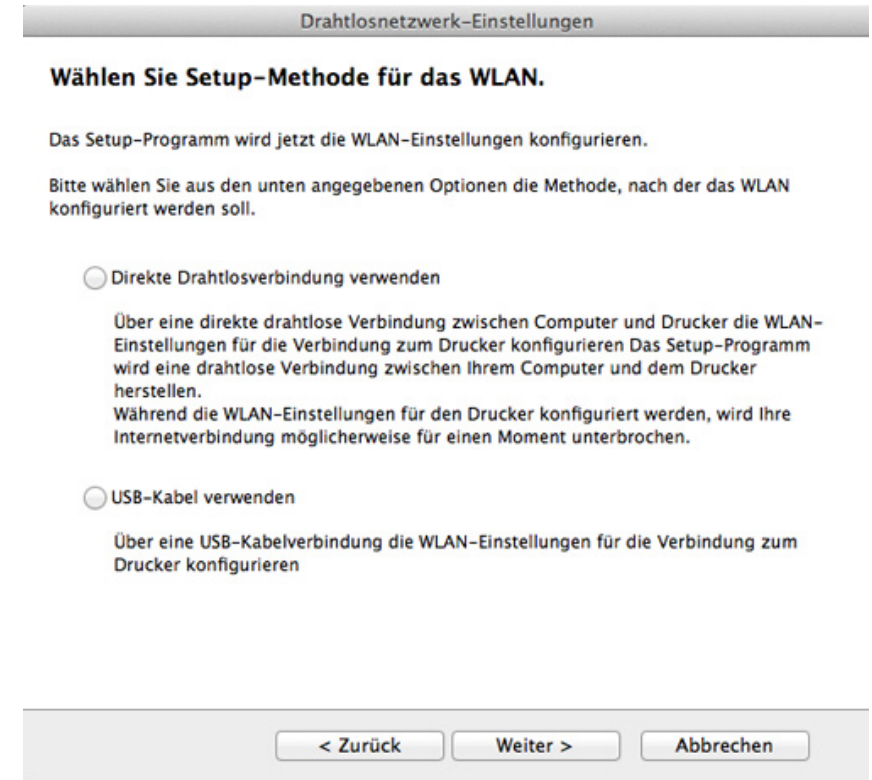 Drahtlosnetzwerk-Einstellungen
Wählen Sie Setup-Methode für das WLAN.
Das Setup-Programm wird jetzt die WLAN-Einstellungen konfigurieren.
Bitte wählen Sie aus den unten angegebenen Optionen die Methode, nach der das WLAN
konfiguriert werden soll.
Direkte Drahtlosverbindung verwenden
Über eine direkte drahtlose Verbindung zwischen Computer und Drucker die WLAN-
Einstellungen für die Verbindung zum Drucker konfigurieren Das Setup-Programm
wird eine drahtlose Verbindung zwischen Ihrem Computer und dem Drucker
herstellen.
Während die WLAN-Einstellungen für den Drucker konfiguriert werden, wird Ihre
Internetverbindung möglicherweise für einen Moment unterbrochen.
USB-Kabel verwenden
Über eine USB-Kabelverbindung die WLAN-Einstellungen für die Verbindung zum
Drucker konfigurieren
< Zurück Weiter > Abbrechen